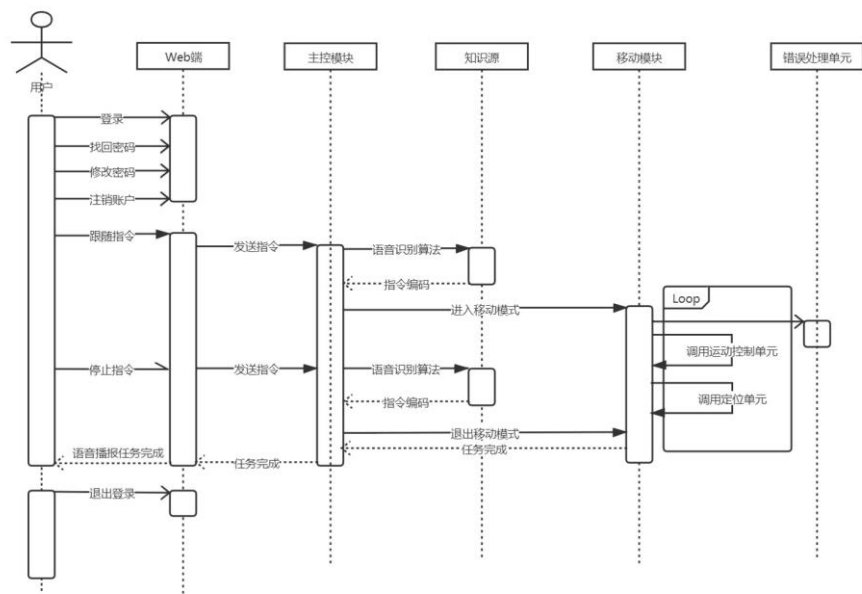 用户
Web端
主控模块
知识源
移动模块
错误处理单元
登录
找回密码
修改密码
注销账户
跟随指令
发送指令
语音识别算法
指令编码
进入移动模式
Loop
调用运动控制单元
停止指令
发送指令
语音识别算法
调用定位单元
指令编码
退出移动模式
语音播报任务完成
任务完成
任务完成
退出登录